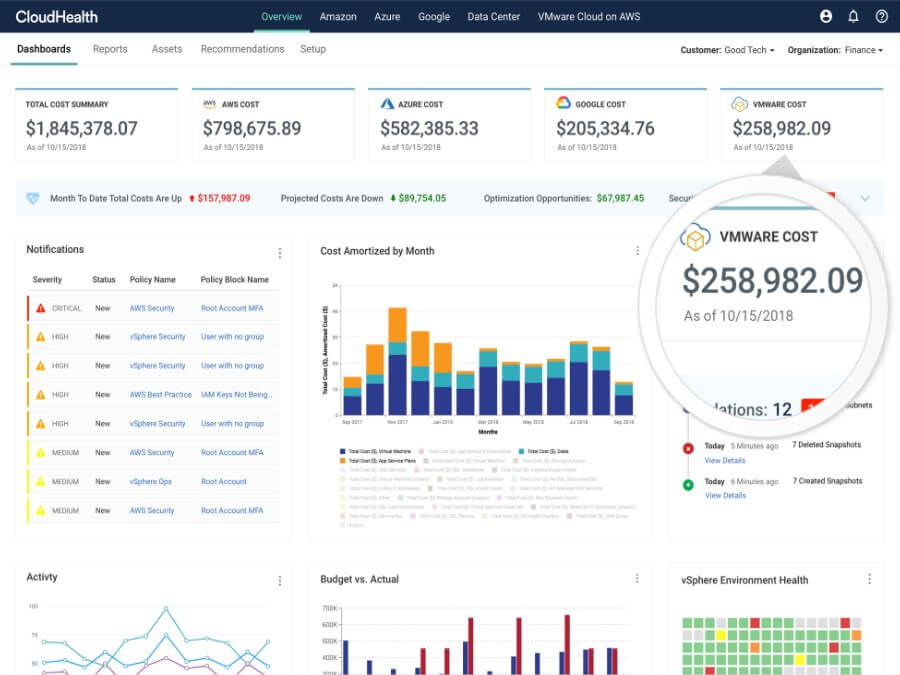 CloudHealth
Overview Amazon Azure Google Data Center VMware Cloud on AWS
Dashboards Reports Assets Recommendations Setup
Customer: Good Tech Organization: Finance
TOTAL COST SUMMARY
$1,845,378.07
As of 10/15/2018
aws AWS COST
$798,675.89
As of 10/15/2018
AZURE COST
$582,385.33
As of 10/15/2018
GOOGLE COST
$205,334.76
As of 10/15/2018
VMWARE COST
$258,982.09
As of 10/15/2018
Month To Date Total Costs Are Up $157,987.09 Projected Costs Are Down $89,754.05 Optimization Opportunities: $67,987.45
VMWARE COST
$258,982.09
As of 10/15/2018
lations: 12
Notifications
Severity Status Policy Name Policy Block Name
CRITICAL New AWS Security Root Account MFA
HIGH New vSphere Security User with no group
HIGH New vSphere Security User with no group
HIGH New AWS Best Practice IAM Keys Not Being..
HIGH New vSphere Security User with no group
MEDIUM New AWS Security Root Account MFA
MEDIUM New vSphere Ops Root Account
MEDIUM New AWS Security Root Account MFA
Cost Amortized by Month
Total Cost ($), Amortized Cost ($)
Sep 2017 Nov 2017 Jan 2018 Mar 2018 May 2018 Jul 2018 Sep 2018
Months
Total Cost ($), Virtual Machine
Total Cost ($), Disks
Total Cost ($), App Service Plans
Today 5 Minutes ago 7 Deleted Snapshots
View Details
Today 6 Minutes ago 7 Created Snapshots
View Details
Activty
100
75
50
Budget vs. Actual
700K
600K
500K
400K
300K
vSphere Environment Health